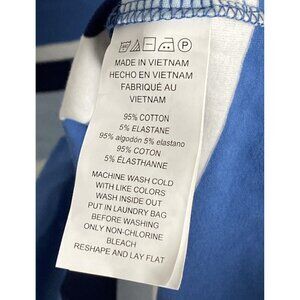 MADE IN VIETNAM
HECHO EN VIETNAM
FABRIQUÉ AU
VIETNAM
95% COTTON
5% ELASTANE
95% algodón 5% elastano
95% COTON
5% ÉLASTHANNE
MACHINE WASH COLD
WITH LIKE COLORS
WASH INSIDE OUT
PUT IN LAUNDRY BAG
BEFORE WASHING
ONLY NON-CHLORINE
BLEACH
RESHAPE AND LAY FLAT